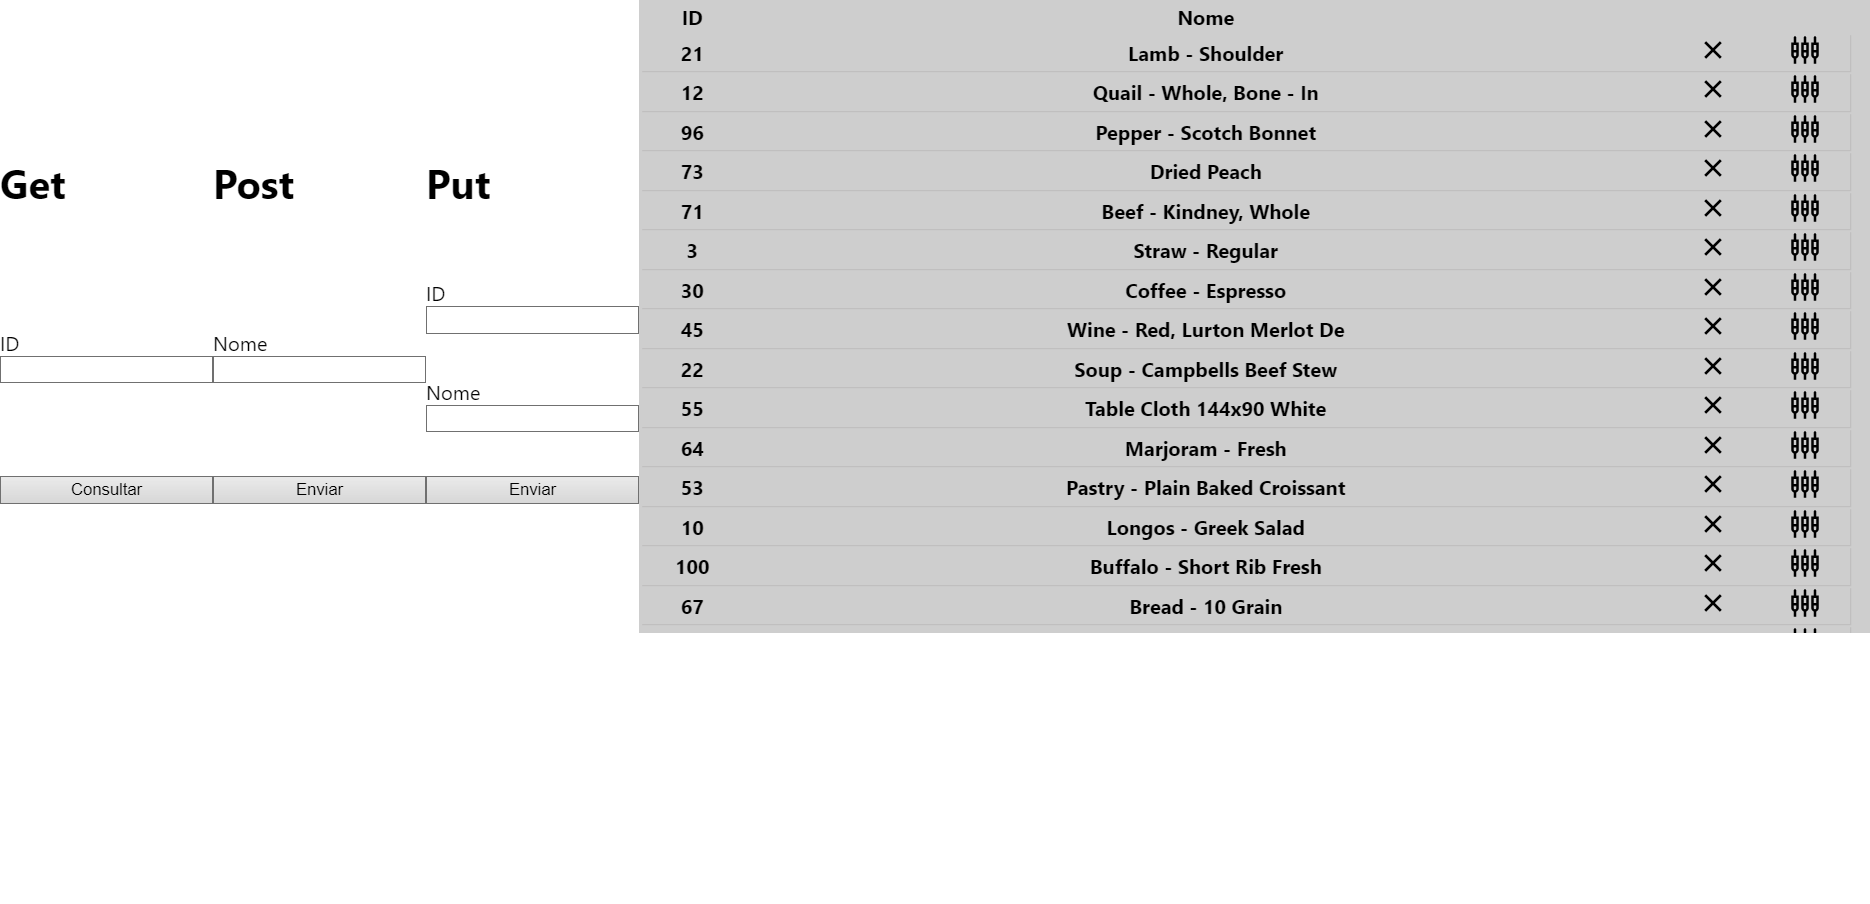 Get
Post
Put
ID
ID
Nome
Nome
Consultar
Enviar
Enviar
ID Nome
21 Lamb - Shoulder
12 Quail - Whole, Bone - In
96 Pepper - Scotch Bonnet
73 Dried Peach
71 Beef - Kindney, Whole
3 Straw - Regular
30 Coffee - Espresso
45 Wine - Red, Lurton Merlot De
22 Soup - Campbells Beef Stew
55 Table Cloth 144x90 White
64 Marjoram - Fresh
53 Pastry - Plain Baked Croissant
10 Longos - Greek Salad
100 Buffalo - Short Rib Fresh
67 Bread - 10 Grain